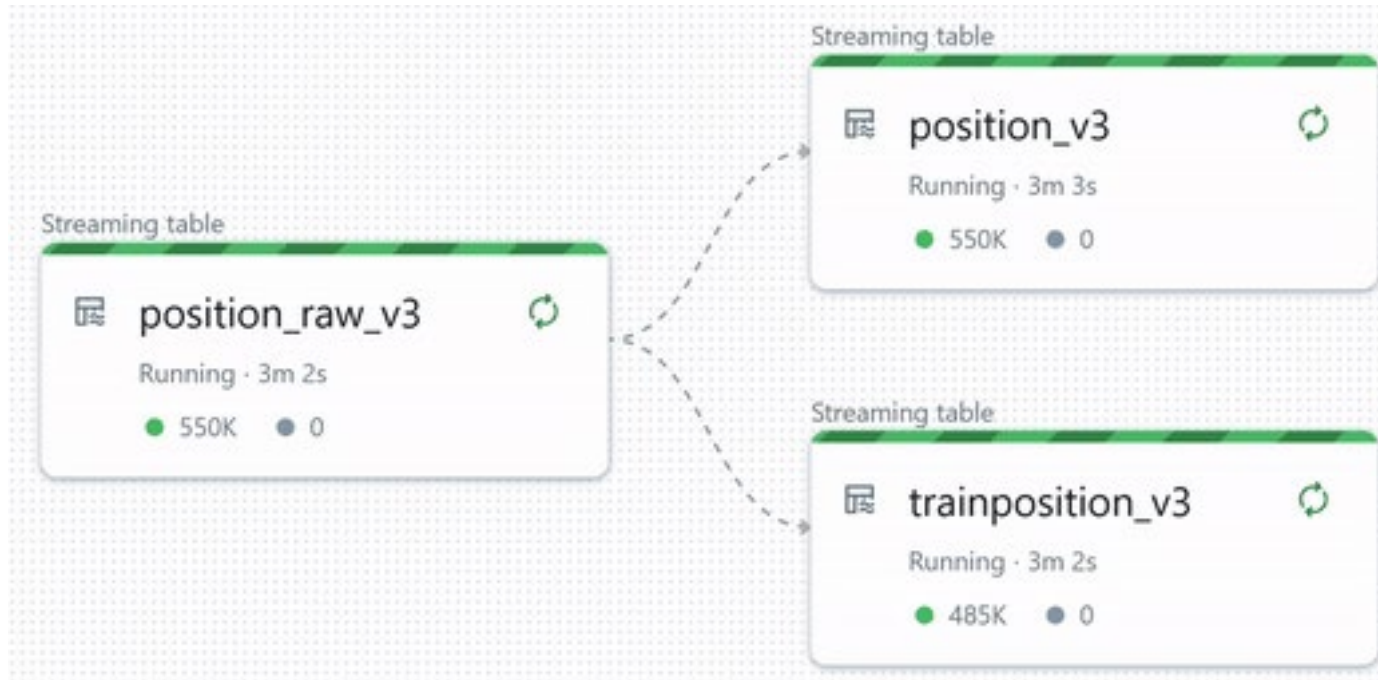 Streaming table
position_raw_v3
Running · 3m 2s
550K 0
Streaming table
position_v3
Running · 3m 3s
550K 0
Streaming table
trainposition_v3
Running · 3m 2s
485K 0